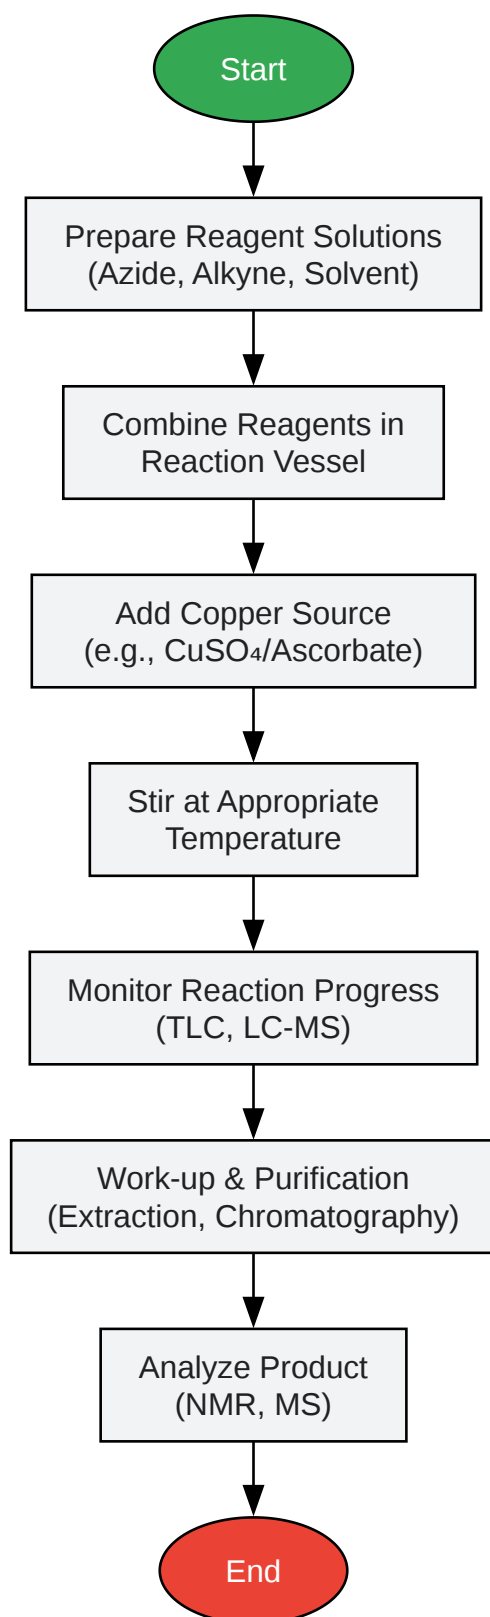 Start
Prepare Reagent Solutions
(Azide, Alkyne, Solvent)
Combine Reagents in
Reaction Vessel
Add Copper Source
(e.g., CuSO₄/Ascorbate)
Stir at Appropriate
Temperature
Monitor Reaction Progress
(TLC, LC-MS)
Work-up & Purification
(Extraction, Chromatography)
Analyze Product
(NMR, MS)
End